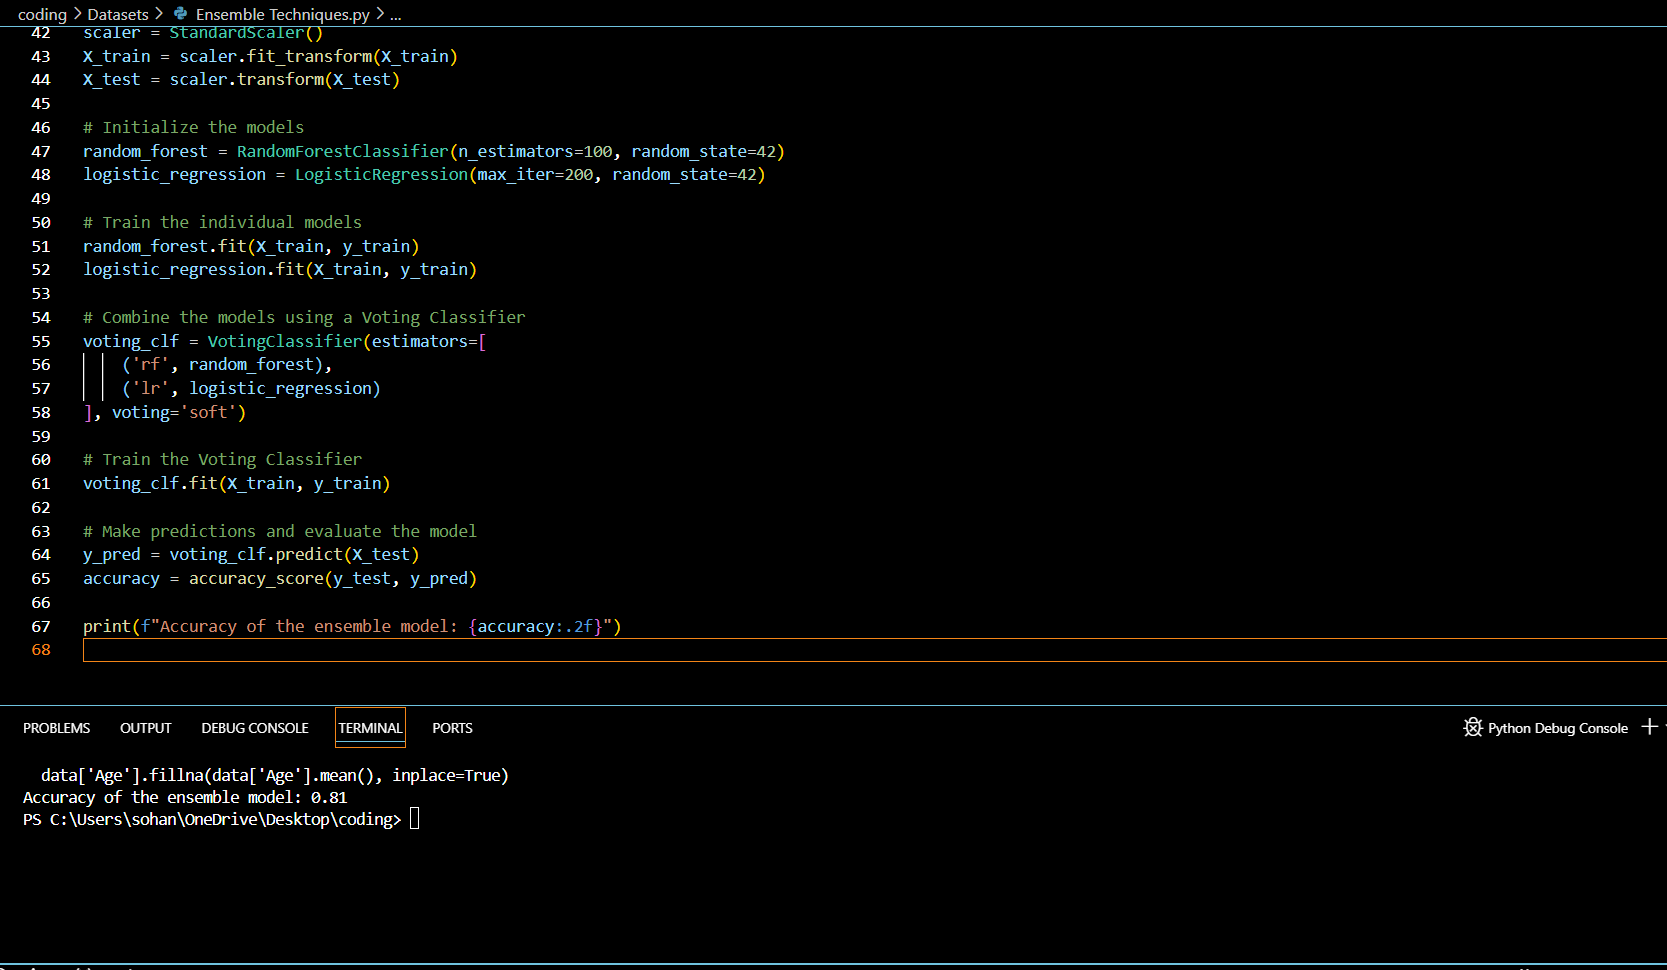 coding > Datasets > Ensemble Techniques.py > ...
42 scaler = StandardScaler()
43 X_train = scaler.fit_transform(X_train)
44 X_test = scaler.transform(X_test)
45
46 # Initialize the models
47 random_forest = RandomForestClassifier(n_estimators=100, random_state=42)
48 logistic_regression = LogisticRegression(max_iter=200, random_state=42)
49
50 # Train the individual models
51 random_forest.fit(X_train, y_train)
52 logistic_regression.fit(X_train, y_train)
53
54 # Combine the models using a Voting Classifier
55 voting_clf = VotingClassifier(estimators=[
56     ('rf', random_forest),
57     ('lr', logistic_regression)
58 ], voting='soft')
59
60 # Train the Voting Classifier
61 voting_clf.fit(X_train, y_train)
62
63 # Make predictions and evaluate the model
64 y_pred = voting_clf.predict(X_test)
65 accuracy = accuracy_score(y_test, y_pred)
66
67 print(f"Accuracy of the ensemble model: {accuracy:.2f}")
68
PROBLEMS OUTPUT DEBUG CONSOLE TERMINAL PORTS Python Debug Console +
  data['Age'].fillna(data['Age'].mean(), inplace=True)
Accuracy of the ensemble model: 0.81
PS C:\Users\sohan\OneDrive\Desktop\coding>